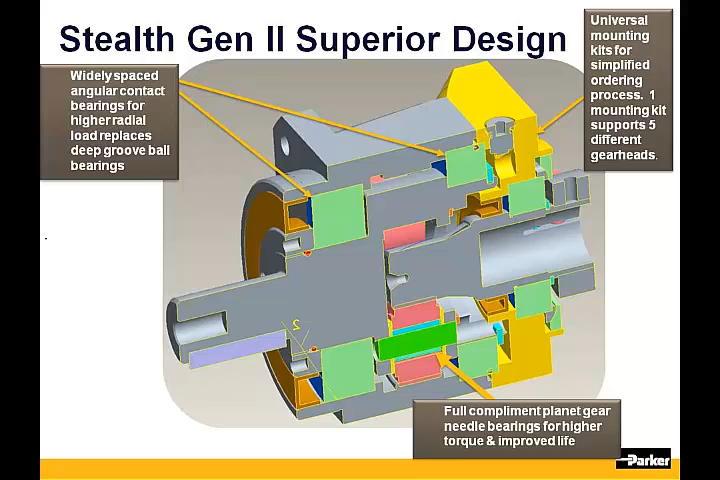 Stealth Gen II Superior Design
Widely spaced
angular contact
bearings for
higher radial
load replaces
deep groove ball
bearings
Universal
mounting
kits for
simplified
ordering
process. 1
mounting kit
supports 5
different
gearheads.
2
Full compliment planet gear
needle bearings for higher
torque & improved life
Parker